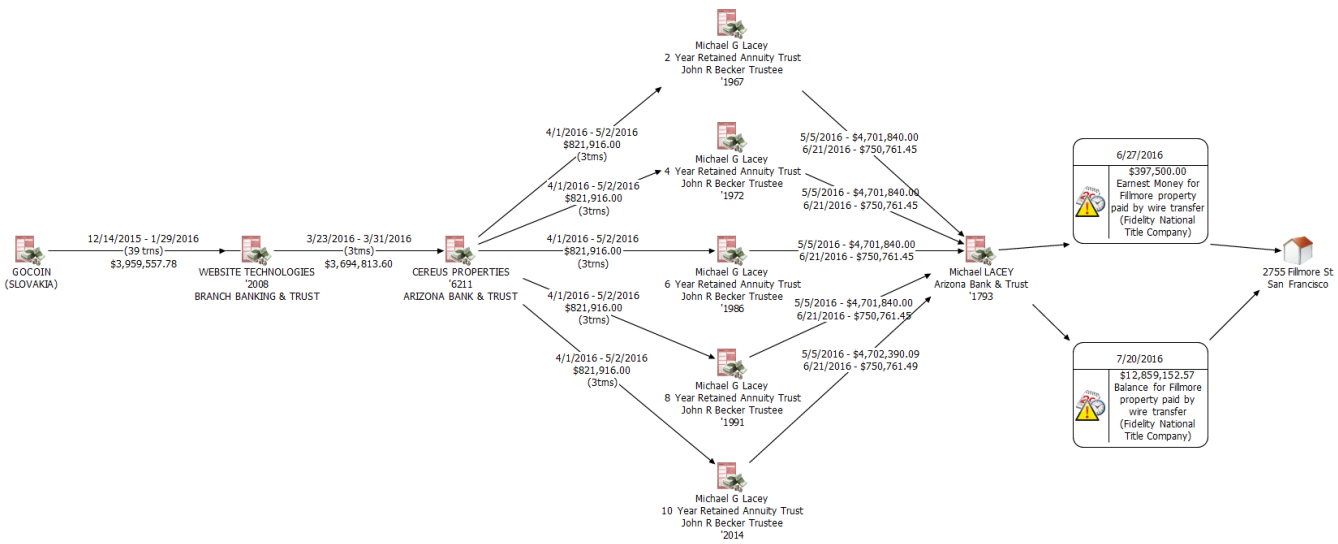 Michael G Lacey
2 Year Retained Annuity Trust
John R Becker Trustee
'1967
4/1/2016 - 5/2/2016
$821,916.00
(3tms)
5/5/2016 - $4,701,840.00
6/21/2016 - $750,761.45
Michael G Lacey
4 Year Retained Annuity Trust
John R Becker Trustee
'1972
4/1/2016 - 5/2/2016
$821,916.00
(3trns)
5/5/2016 - $4,701,840.00
6/21/2016 - $750,761.45
GOCOIN
(SLOVAKIA)
12/14/2015 - 1/29/2016
(39 trns)
$3,959,557.78
WEBSITE TECHNOLOGIES
'2008
BRANCH BANKING & TRUST
3/23/2016 - 3/31/2016
(3tms)
$3,694,813.60
CEREUS PROPERTIES
'6211
ARIZONA BANK & TRUST
4/1/2016 - 5/2/2016
$821,916.00
(3trns)
Michael G Lacey
6 Year Retained Annuity Trust
John R Becker Trustee
'1986
5/5/2016 - $4,701,840.00
6/21/2016 - $750,761.45
4/1/2016 - 5/2/2016
$821,916.00
(3trns)
Michael G Lacey
8 Year Retained Annuity Trust
John R Becker Trustee
'1991
5/5/2016 - $4,701,840.00
6/21/2016 - $750,761.45
4/1/2016 - 5/2/2016
$821,916.00
(3trns)
Michael G Lacey
10 Year Retained Annuity Trust
John R Becker Trustee
'2014
5/5/2016 - $4,702,390.09
6/21/2016 - $750,761.49
Michael LACEY
Arizona Bank & Trust
'1793
6/27/2016
$397,500.00
Earnest Money for
Fillmore property
paid by wire transfer
(Fidelity National
Title Company)
7/20/2016
$12,859,152.57
Balance for Fillmore
property paid by
wire transfer
(Fidelity National
Title Company)
2755 Fillmore St
San Francisco